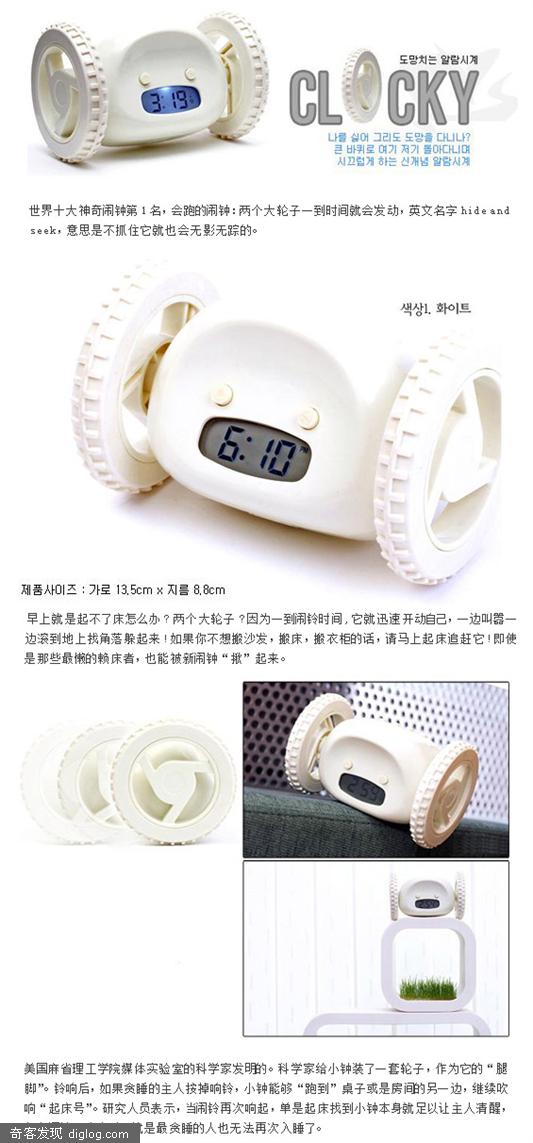 도망치는 알람시계
CLOCKY
나를 싫어 그리도 도망을 다니나?
큰 바퀴로 여기 저기 돌아다니며
시끄럽게 하는 신개념 알람시계
3:19
世界十大神奇闹钟第1名，会跑的闹钟：两个大轮子一到时间就会发动，英文名字hide and
seek，意思是不抓住它就也会无影无踪的。
색상1. 화이트
6:10 PM
제품사이즈 : 가로 13,5cm x 지름 8,8cm
早上就是起不了床怎么办？两个大轮子？因为一到闹铃时间，它就迅速开动自己，一边叫嚣一
边滚到地上找角落躲起来！如果你不想搬沙发，搬床，搬衣柜的话，请马上起床追赶它！即使
是那些最懒的赖床者，也能被新闹钟“揪”起来。
2:59
美国麻省理工学院媒体实验室的科学家发明的。科学家给小钟装了一套轮子，作为它的“腿
脚”。铃响后，如果贪睡的主人按掉响铃，小钟能够“跑到”桌子或是房间的另一边，继续吹
响“起床号”。研究人员表示，当闹铃再次响起，单是起床找到小钟本身就足以让主人清醒，
就是最贪睡的人也无法再次入睡了。
奇客发现 diglog.com